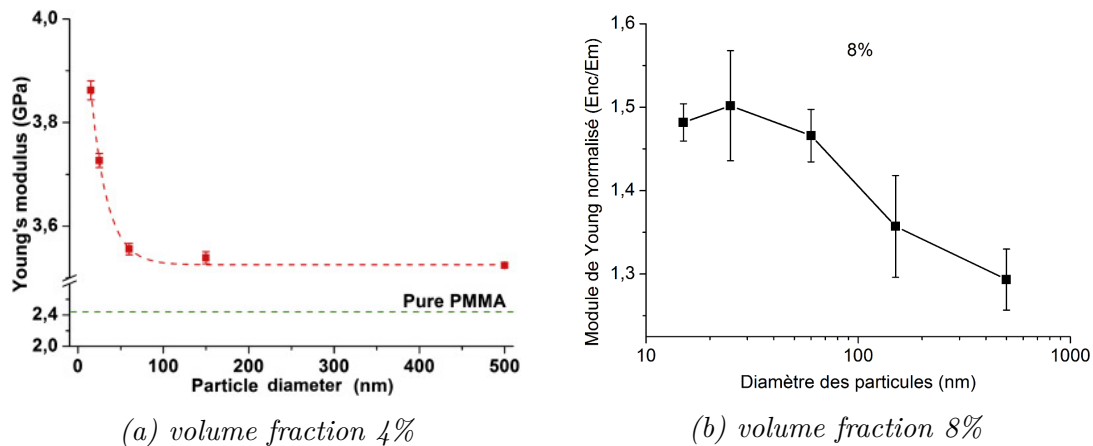 4,0
3,8
3,6
2,4
2,0
Young's modulus (GPa)
Pure PMMA
0 100 200 300 400 500
Particle diameter (nm)
(a) volume fraction 4%
1,6
1,5
1,4
1,3
Module de Young normalisé (Enc/Em)
8%
10 100 1000
Diamètre des particules (nm)
(b) volume fraction 8%